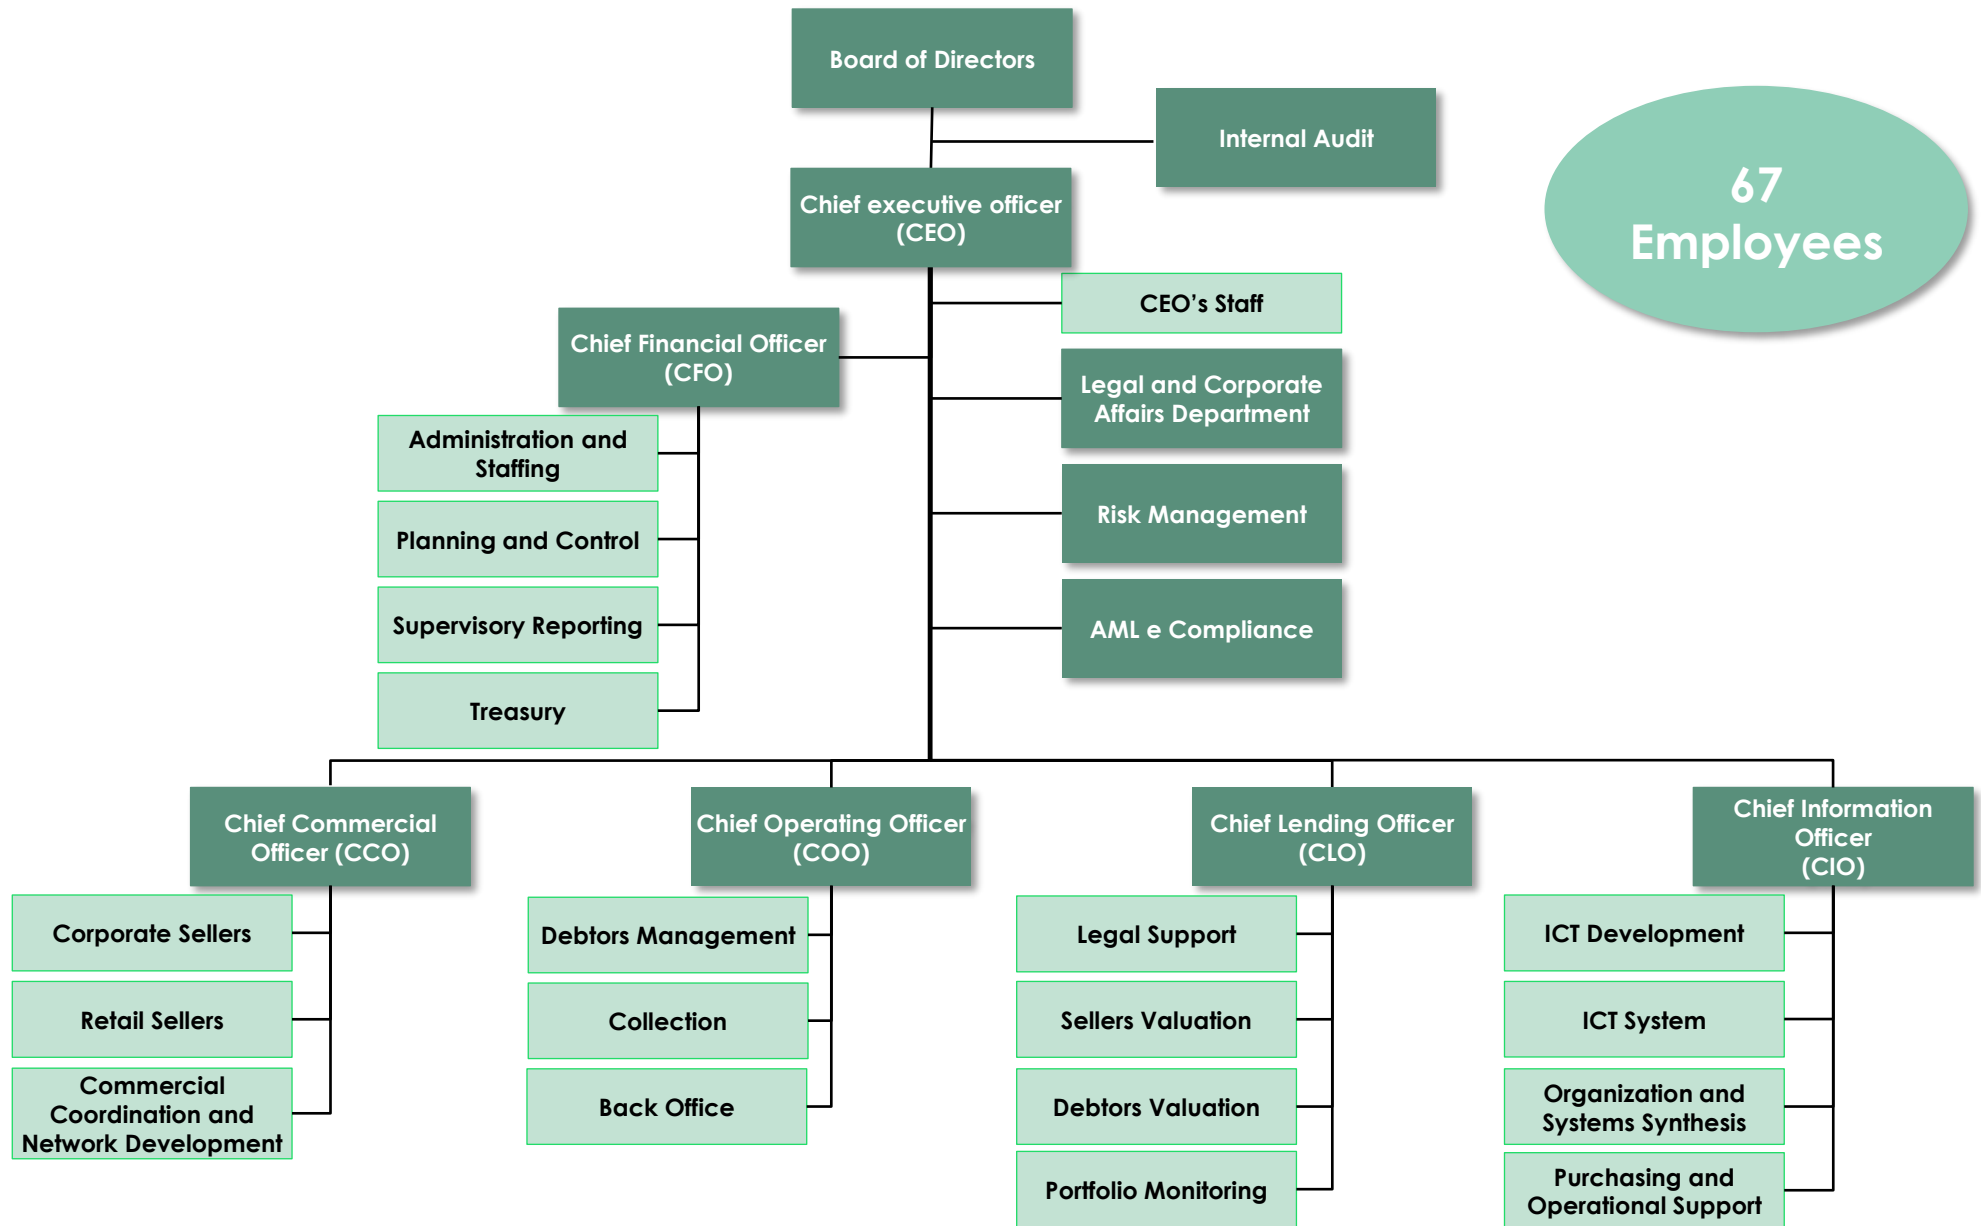 Board of Directors
Internal Audit
67
Employees
Chief executive officer
(CEO)
CEO’s Staff
Chief Financial Officer
(CFO)
Legal and Corporate
Affairs Department
Administration and
Staffing
Risk Management
Planning and Control
AML e Compliance
Supervisory Reporting
Treasury
Chief Commercial
Officer (CCO)
Corporate Sellers
Retail Sellers
Commercial
Coordination and
Network Development
Chief Operating Officer
(COO)
Debtors Management
Collection
Back Office
Chief Lending Officer
(CLO)
Legal Support
Sellers Valuation
Debtors Valuation
Portfolio Monitoring
Chief Information
Officer
(CIO)
ICT Development
ICT System
Organization and
Systems Synthesis
Purchasing and
Operational Support